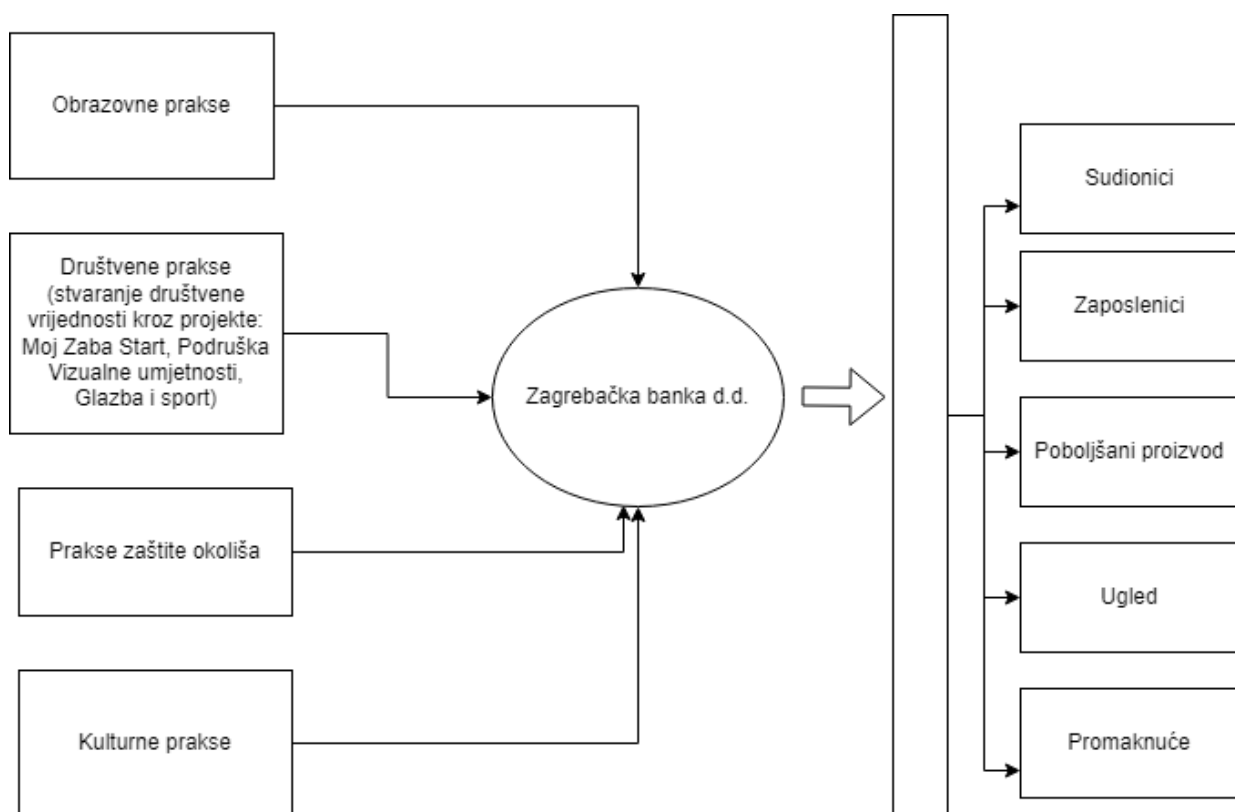 Obrazovne prakse
Društvene prakse
(stvaranje društvene
vrijednosti kroz projekte:
Moj Zaba Start, Podruška
Vizualne umjetnosti,
Glazba i sport)
Prakse zaštite okoliša
Kulturne prakse
Zagrebačka banka d.d.
Sudionici
Zaposlenici
Poboljšani proizvod
Ugled
Promaknuće